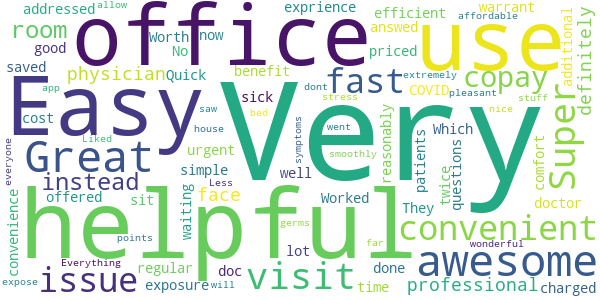 addressed
allow
office
exprience
efficient
warrant
affordable
room
good
Worth
now
No
answed
use
additional
definitely
saved
physician
Quick
benefit
fast
priced
copay
extremely
app
Easy
sick
dont
stress
COVID
pleasant
stuff
cost
saw
bed
Very
nice
super
Liked
house
went
Great
urgent
symptoms
smoothly
reasonably
patients
Which
everyone
simple
well
twice
questions
comfort
instead
Less
face
Worked
They
doctor
helpful
offered
sit
waiting
convenience
germs
lot
convenient
points
far
wonderful
issue
Everything
doc
visit
done
awesome
regular
time
professional
expose
exposure
will
charged